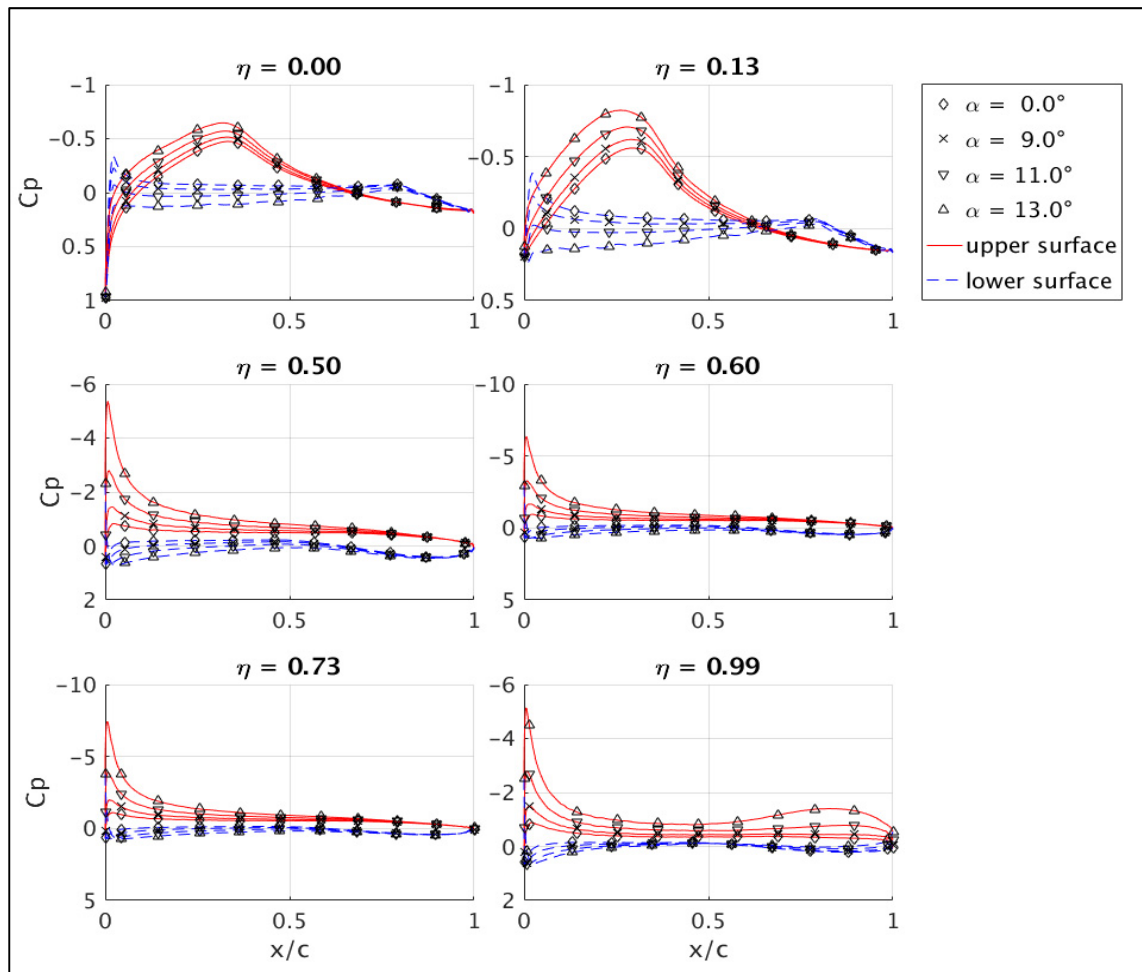 η = 0.00
-1
-0.5
0
0.5
1
Cp
0 0.5 1
η = 0.13
-1
-0.5
0
0.5
0 0.5 1
α = 0.0°
α = 9.0°
α = 11.0°
α = 13.0°
upper surface
lower surface
η = 0.50
-6
-4
-2
0
2
Cp
0 0.5 1
η = 0.60
-10
-5
0
5
0 0.5 1
η = 0.73
-10
-5
0
5
Cp
0 0.5 1
x/c
η = 0.99
-6
-4
-2
0
2
0 0.5 1
x/c